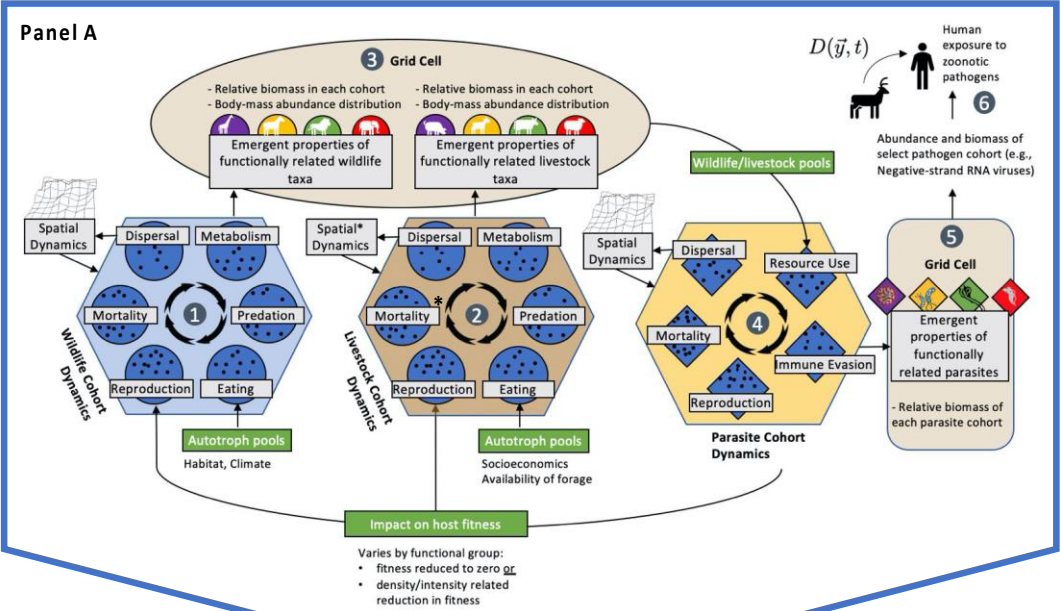 Panel A
3 Grid Cell
- Relative biomass in each cohort
- Body-mass abundance distribution
- Relative biomass in each cohort
- Body-mass abundance distribution
Emergent properties of
functionally related wildlife
taxa
Emergent properties of
functionally related livestock
taxa
D(y⃗, t)
Human
exposure to
zoonotic
pathogens
6
Abundance and biomass of
select pathogen cohort (e.g.,
Negative-strand RNA viruses)
Wildlife/livestock pools
Spatial
Dynamics
Dispersal
Metabolism
Mortality
1
Predation
Reproduction
Eating
Wildlife Cohort
Dynamics
Autotroph pools
Habitat, Climate
Spatial*
Dynamics
Dispersal
Metabolism
Mortality
*
2
Predation
Reproduction
Eating
Livestock Cohort
Dynamics
Autotroph pools
Socioeconomics
Availability of forage
Spatial
Dynamics
Dispersal
Resource Use
Mortality
4
Immune Evasion
Reproduction
Parasite Cohort
Dynamics
5
Grid Cell
Emergent
properties of
functionally
related parasites
- Relative biomass of
each parasite cohort
Impact on host fitness
Varies by functional group:
• fitness reduced to zero or
• density/intensity related
reduction in fitness